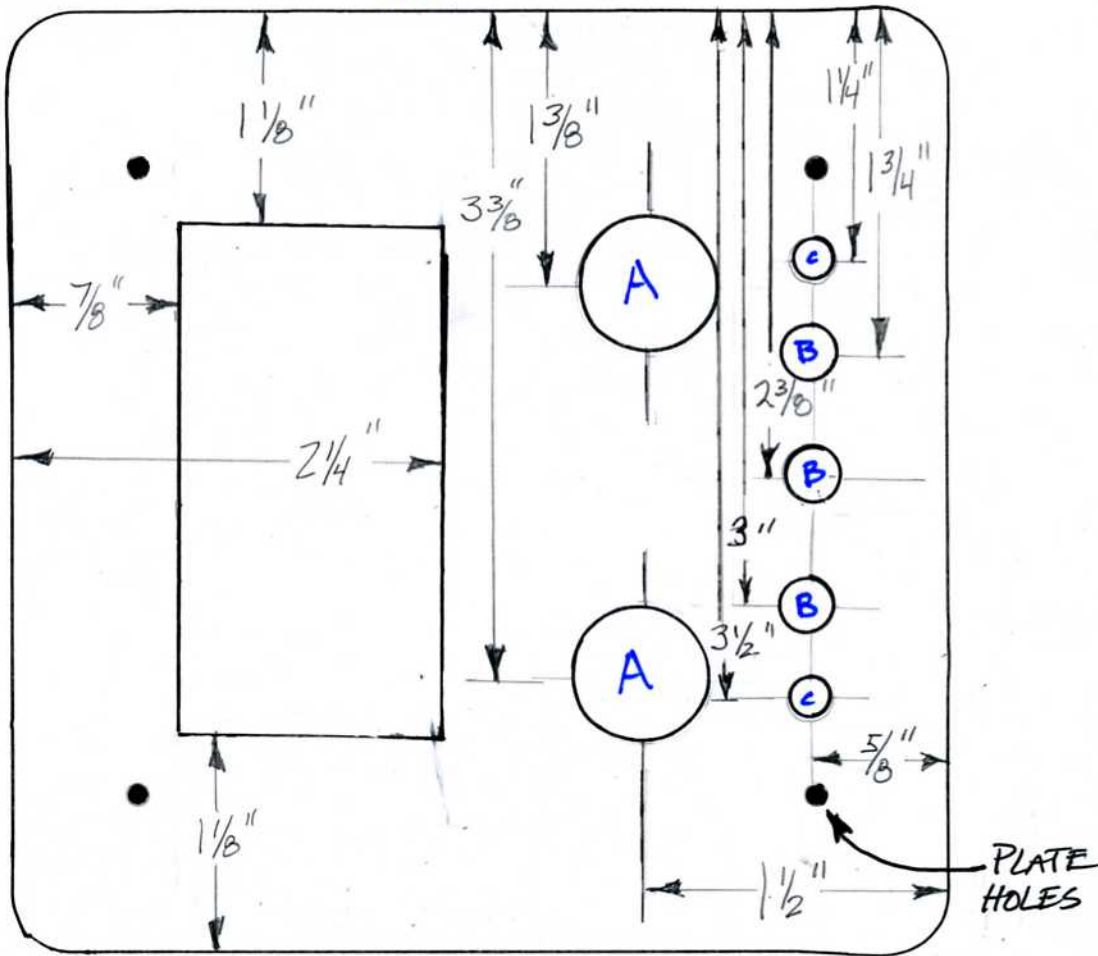 1 1/8"
1 3/8"
1 1/4"
1 3/4"
3 3/8"
7/8"
A
C
B
2 3/8"
2 1/4"
B
3"
B
3 1/2"
A
C
5/8"
1 1/8"
1 1/2"
PLATE
HOLES